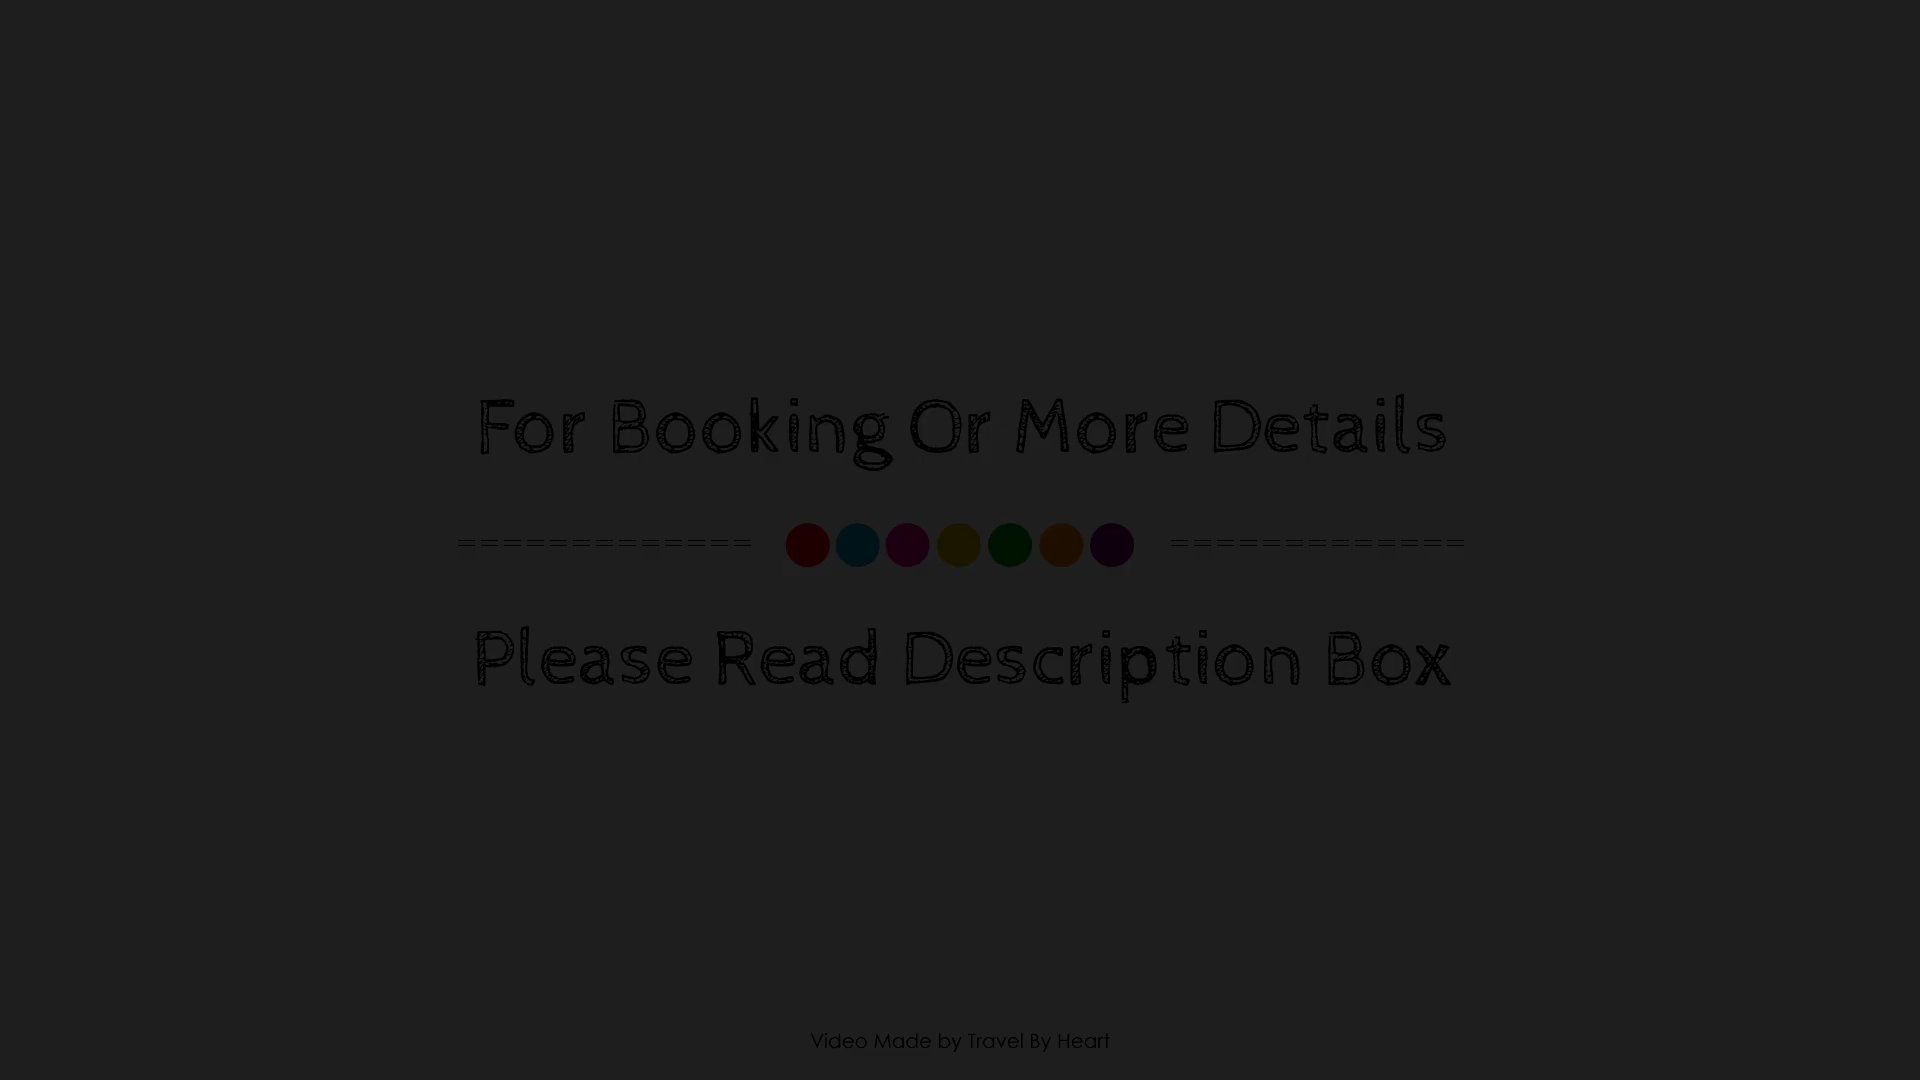 For Booking Or More Details
============= =============
Please Read Description Box
Video Made by Travel By Heart